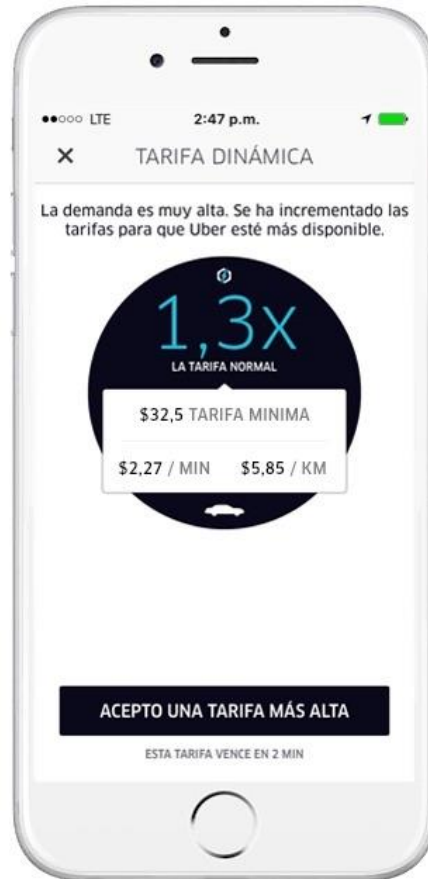 LTE 2:47 p.m.
× TARIFA DINÁMICA
La demanda es muy alta. Se ha incrementado las
tarifas para que Uber esté más disponible.
1,3x
LA TARIFA NORMAL
$32,5 TARIFA MINIMA
$2,27 / MIN $5,85 / KM
ACEPTO UNA TARIFA MÁS ALTA
ESTA TARIFA VENCE EN 2 MIN